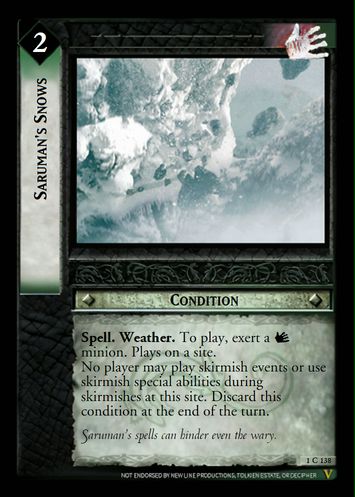 2
SARUMAN'S SNOWS
CONDITION
Spell. Weather. To play, exert a
minion. Plays on a site.
No player may play skirmish events or use
skirmish special abilities during
skirmishes at this site. Discard this
condition at the end of the turn.
Saruman's spells can hinder even the wary.
1 C 138
NOT ENDORSED BY NEW LINE PRODUCTIONS, TOLKIEN ESTATE, OR DECIPHER
V